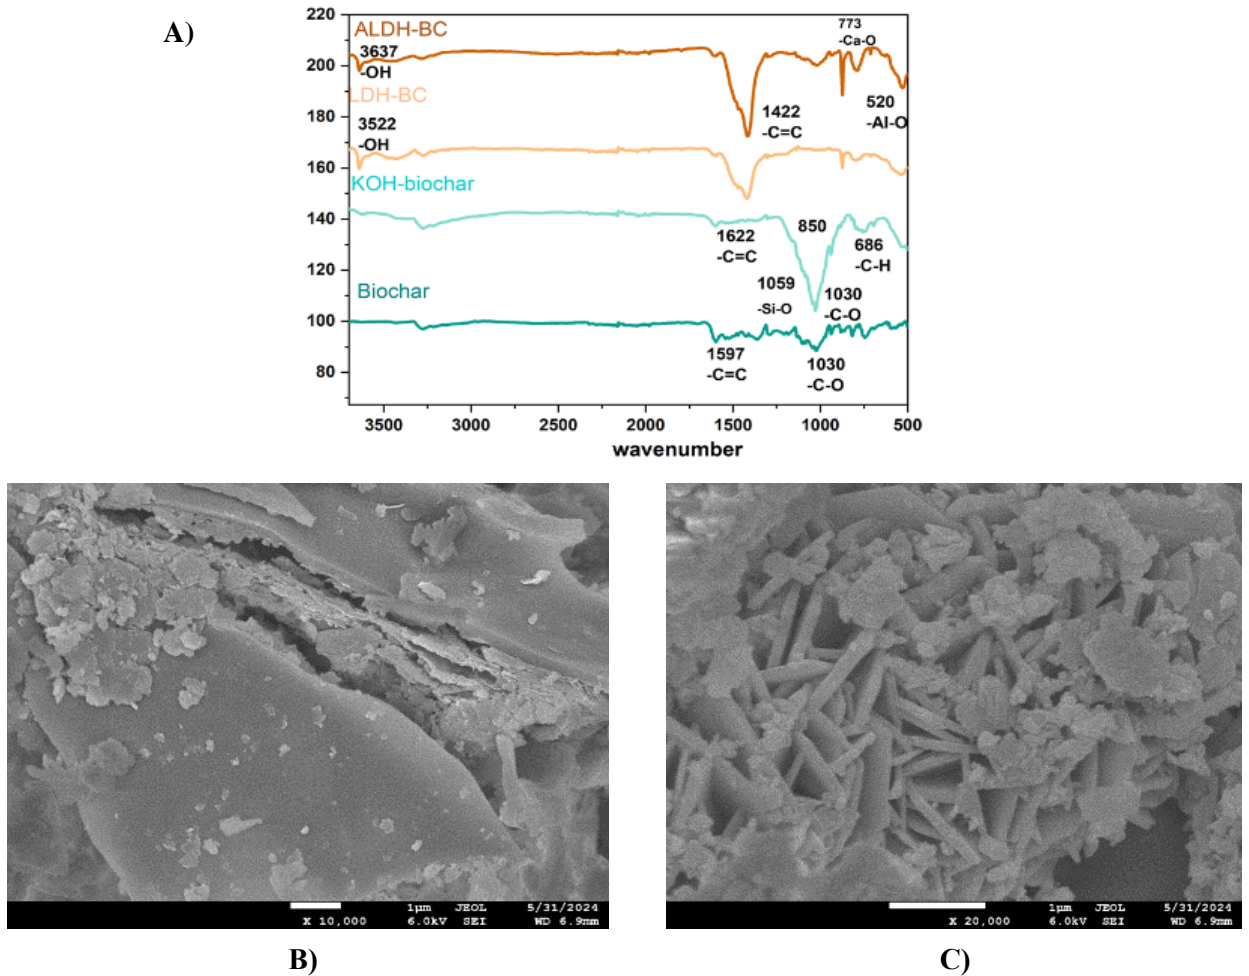 A)
220
200
180
160
140
120
100
80
ALDH-BC
773
-Ca-O
3637
-OH
520
-Al-O
LDH-BC
1422
-C=C
3522
-OH
KOH-biochar
1622
-C=C
850
686
-C-H
1059
-Si-O
1030
-C-O
Biochar
1597
-C=C
1030
-C-O
3500 3000 2500 2000 1500 1000 500
wavenumber
1µm JEOL 5/31/2024
X 10,000 6.0kV SEI WD 6.9mm
1µm JEOL 5/31/2024
X 20,000 6.0kV SEI WD 6.9mm
B)
C)